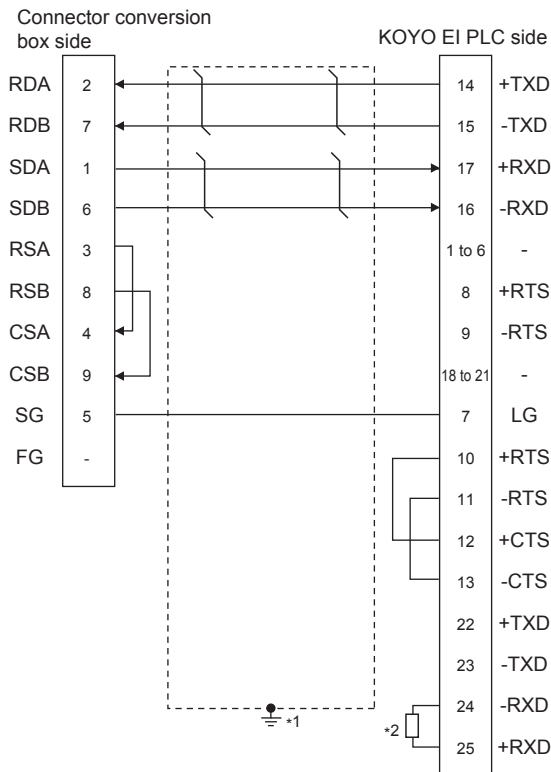 Connector conversion
box side
KOYO EI PLC side
RDA 2 14 +TXD
RDB 7 15 -TXD
SDA 1 17 +RXD
SDB 6 16 -RXD
RSA 3 1 to 6 -
RSB 8 8 +RTS
CSA 4 9 -RTS
CSB 9 18 to 21 -
SG 5 7 LG
FG - 10 +RTS
11 -RTS
12 +CTS
13 -CTS
22 +TXD
23 -TXD
*1 24 -RXD
*2 25 +RXD